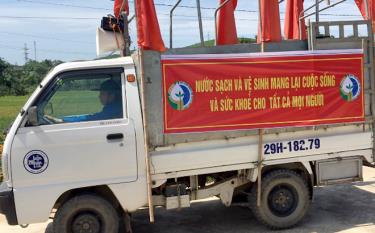 NƯỚC SẠCH VÀ VỆ SINH MANG LẠI CUỘC SỐNG
VÀ SỨC KHOẺ CHO TẤT CẢ MỌI NGƯỜI
29H-182.79